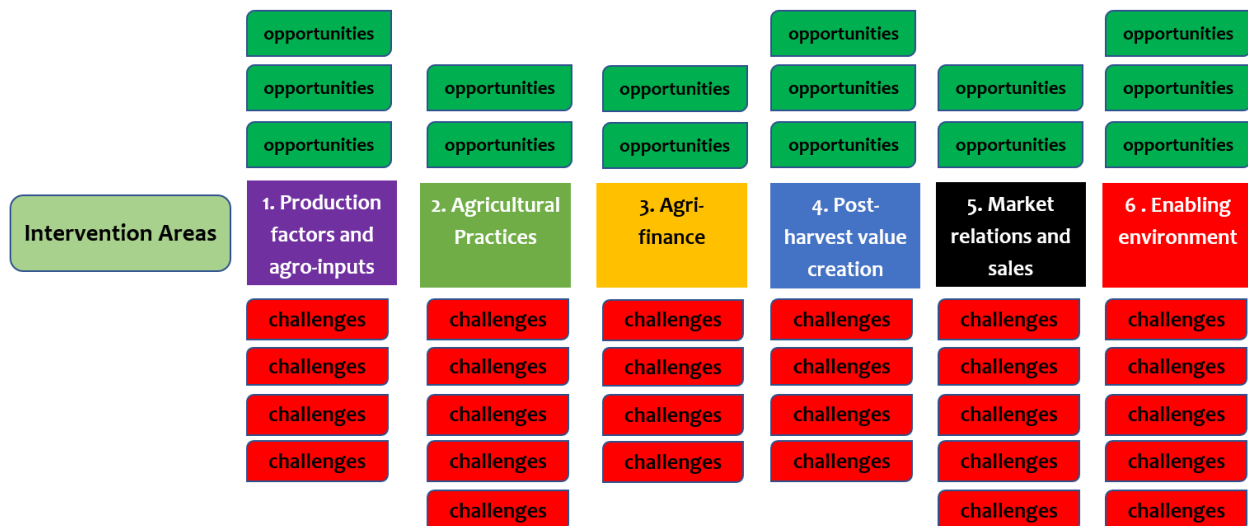 opportunities opportunities opportunities
opportunities opportunities opportunities opportunities opportunities opportunities
opportunities opportunities opportunities opportunities opportunities opportunities
Intervention Areas
1. Production
factors and
agro-inputs
2. Agricultural
Practices
3. Agri-
finance
4. Post-
harvest value
creation
5. Market
relations and
sales
6 . Enabling
environment
challenges challenges challenges challenges challenges challenges
challenges challenges challenges challenges challenges challenges
challenges challenges challenges challenges challenges challenges
challenges challenges challenges challenges challenges challenges
challenges challenges challenges